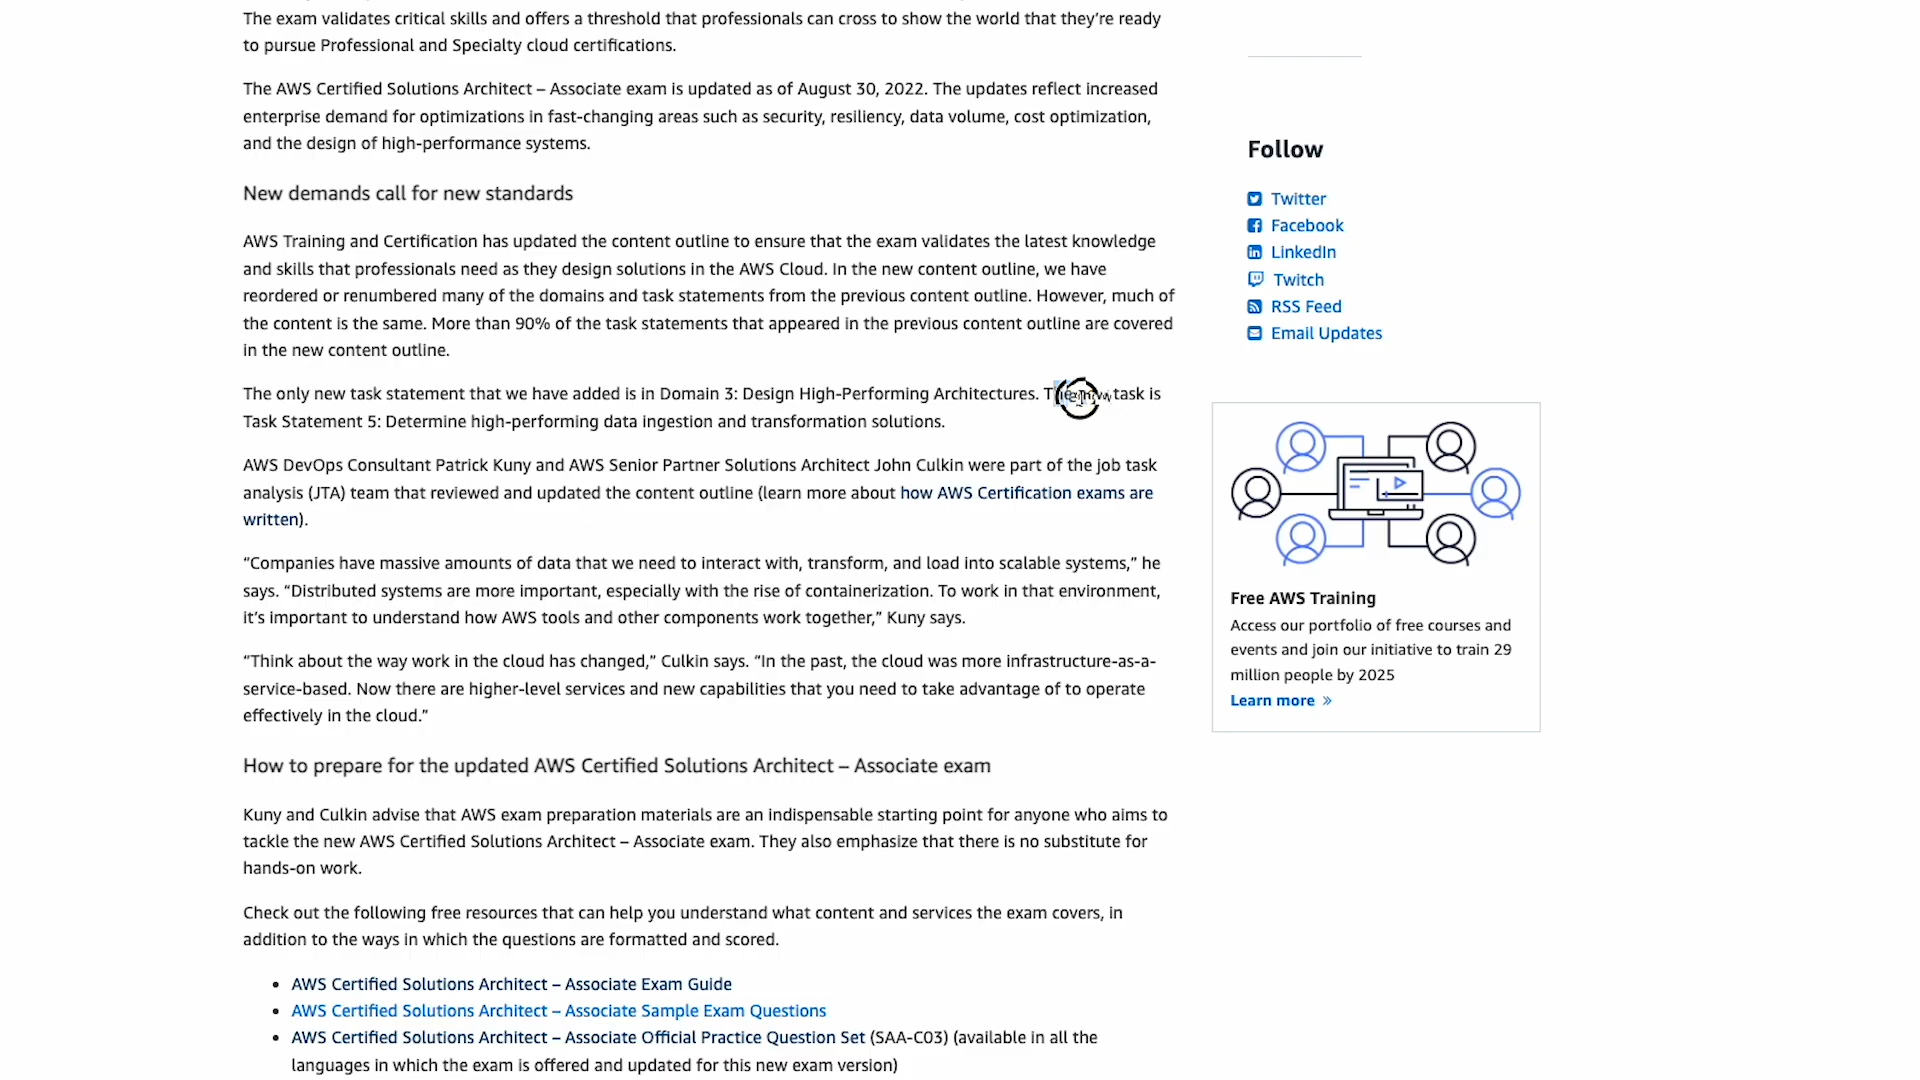 The exam validates critical skills and offers a threshold that professionals can cross to show the world that they’re ready
to pursue Professional and Specialty cloud certifications.
The AWS Certified Solutions Architect – Associate exam is updated as of August 30, 2022. The updates reflect increased
enterprise demand for optimizations in fast-changing areas such as security, resiliency, data volume, cost optimization,
and the design of high-performance systems.
New demands call for new standards
AWS Training and Certification has updated the content outline to ensure that the exam validates the latest knowledge
and skills that professionals need as they design solutions in the AWS Cloud. In the new content outline, we have
reordered or renumbered many of the domains and task statements from the previous content outline. However, much of
the content is the same. More than 90% of the task statements that appeared in the previous content outline are covered
in the new content outline.
The only new task statement that we have added is in Domain 3: Design High-Performing Architectures. The new task is
Task Statement 5: Determine high-performing data ingestion and transformation solutions.
AWS DevOps Consultant Patrick Kuny and AWS Senior Partner Solutions Architect John Culkin were part of the job task
analysis (JTA) team that reviewed and updated the content outline (learn more about how AWS Certification exams are
written).
“Companies have massive amounts of data that we need to interact with, transform, and load into scalable systems,” he
says. “Distributed systems are more important, especially with the rise of containerization. To work in that environment,
it’s important to understand how AWS tools and other components work together,” Kuny says.
“Think about the way work in the cloud has changed,” Culkin says. “In the past, the cloud was more infrastructure-as-a-
service-based. Now there are higher-level services and new capabilities that you need to take advantage of to operate
effectively in the cloud.”
How to prepare for the updated AWS Certified Solutions Architect – Associate exam
Kuny and Culkin advise that AWS exam preparation materials are an indispensable starting point for anyone who aims to
tackle the new AWS Certified Solutions Architect – Associate exam. They also emphasize that there is no substitute for
hands-on work.
Check out the following free resources that can help you understand what content and services the exam covers, in
addition to the ways in which the questions are formatted and scored.
• AWS Certified Solutions Architect – Associate Exam Guide
• AWS Certified Solutions Architect – Associate Sample Exam Questions
• AWS Certified Solutions Architect – Associate Official Practice Question Set (SAA-C03) (available in all the
languages in which the exam is offered and updated for this new exam version)
Follow
Twitter
Facebook
LinkedIn
Twitch
RSS Feed
Email Updates
Free AWS Training
Access our portfolio of free courses and
events and join our initiative to train 29
million people by 2025
Learn more »